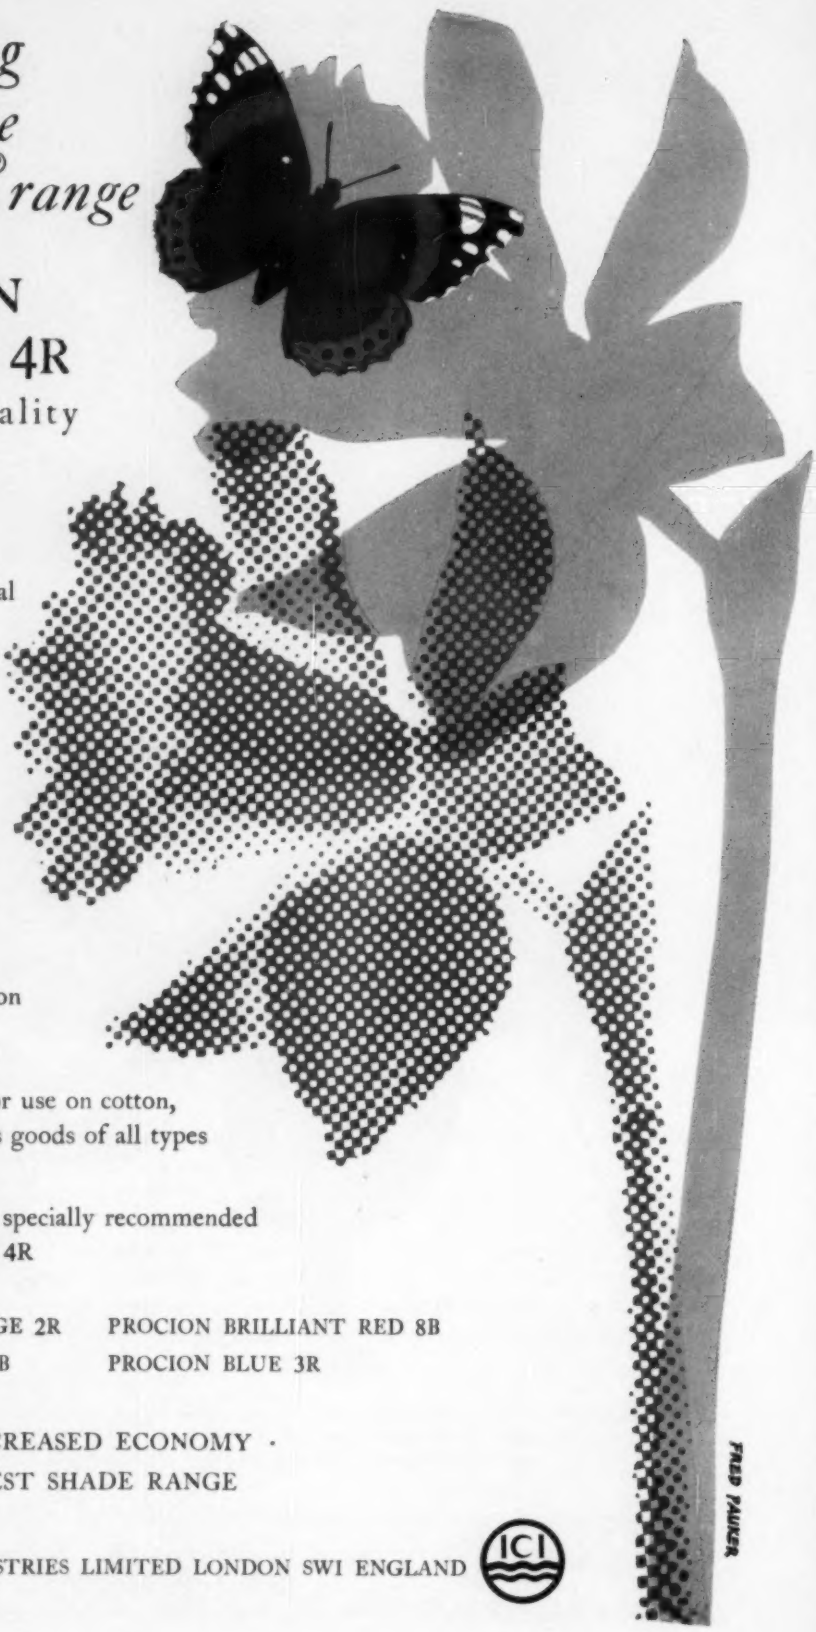 g
e
® range
N
4R
ality
al
on
r use on cotton,
s goods of all types
specially recommended
4R
GE 2R PROCION BRILLIANT RED 8B
B PROCION BLUE 3R
CREASED ECONOMY ·
EST SHADE RANGE
STRIES LIMITED LONDON SW1 ENGLAND
ICI
FRED PAUKER